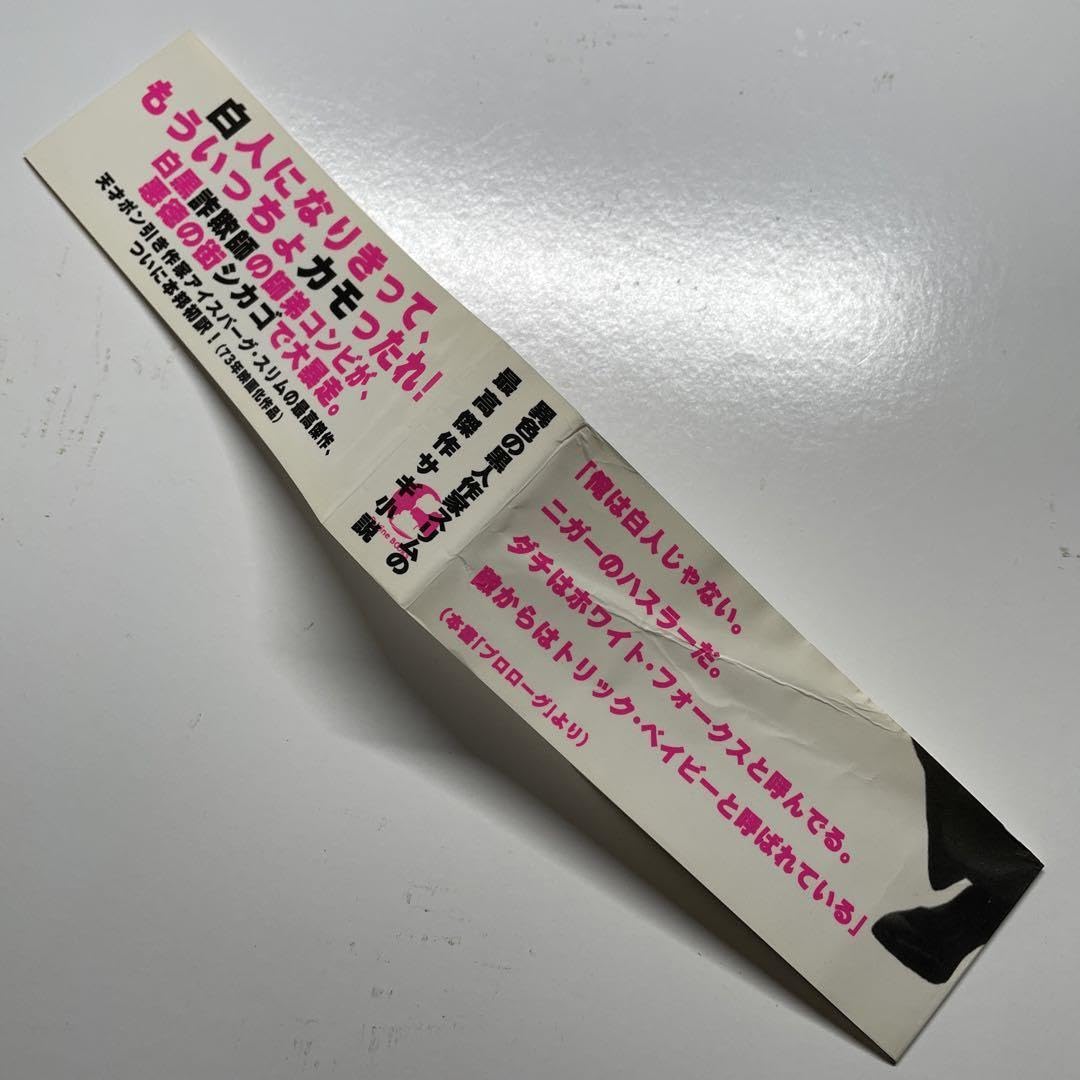 白人になりきって、
もういっちょカモったれ!
白黒詐欺師の師弟コンビが、
悪徳の街シカゴで大暴走。
天才ポン引き作家アイスバーグ・スリムの最高傑作、
ついに本邦初訳!(73年映画化作品)
異色の黒人作家スリムの
最高傑作サギ小説
「俺は白人じゃない。
ニガーのハスラーだ。
ダチはホワイト・フォークスと呼んでる。
敵からはトリック・ベイビーと呼ばれている」
(本書「プロローグ」より)